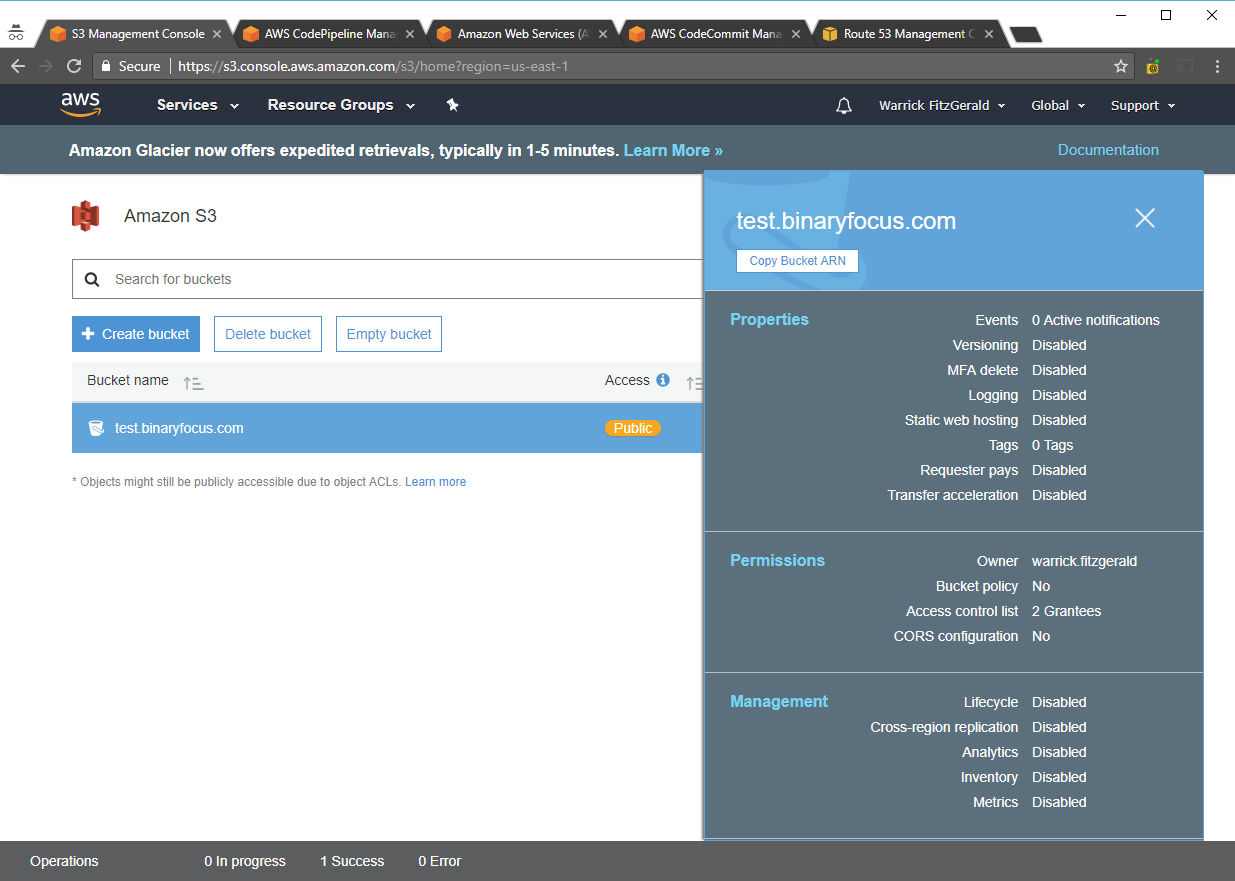 S3 Management Console
AWS CodePipeline Mana
Amazon Web Services (A
AWS CodeCommit Mana
Route 53 Management C
Secure
https://s3.console.aws.amazon.com/s3/home?region=us-east-1
aws
Services
Resource Groups
Warrick FitzGerald
Global
Support
Amazon Glacier now offers expedited retrievals, typically in 1-5 minutes. Learn More »
Documentation
Amazon S3
Search for buckets
+ Create bucket
Delete bucket
Empty bucket
Bucket name
Access
test.binaryfocus.com
Public
* Objects might still be publicly accessible due to object ACLs. Learn more
test.binaryfocus.com
Copy Bucket ARN
Properties
Events 0 Active notifications
Versioning Disabled
MFA delete Disabled
Logging Disabled
Static web hosting Disabled
Tags 0 Tags
Requester pays Disabled
Transfer acceleration Disabled
Permissions
Owner warrick.fitzgerald
Bucket policy No
Access control list 2 Grantees
CORS configuration No
Management
Lifecycle Disabled
Cross-region replication Disabled
Analytics Disabled
Inventory Disabled
Metrics Disabled
Operations
0 In progress
1 Success
0 Error